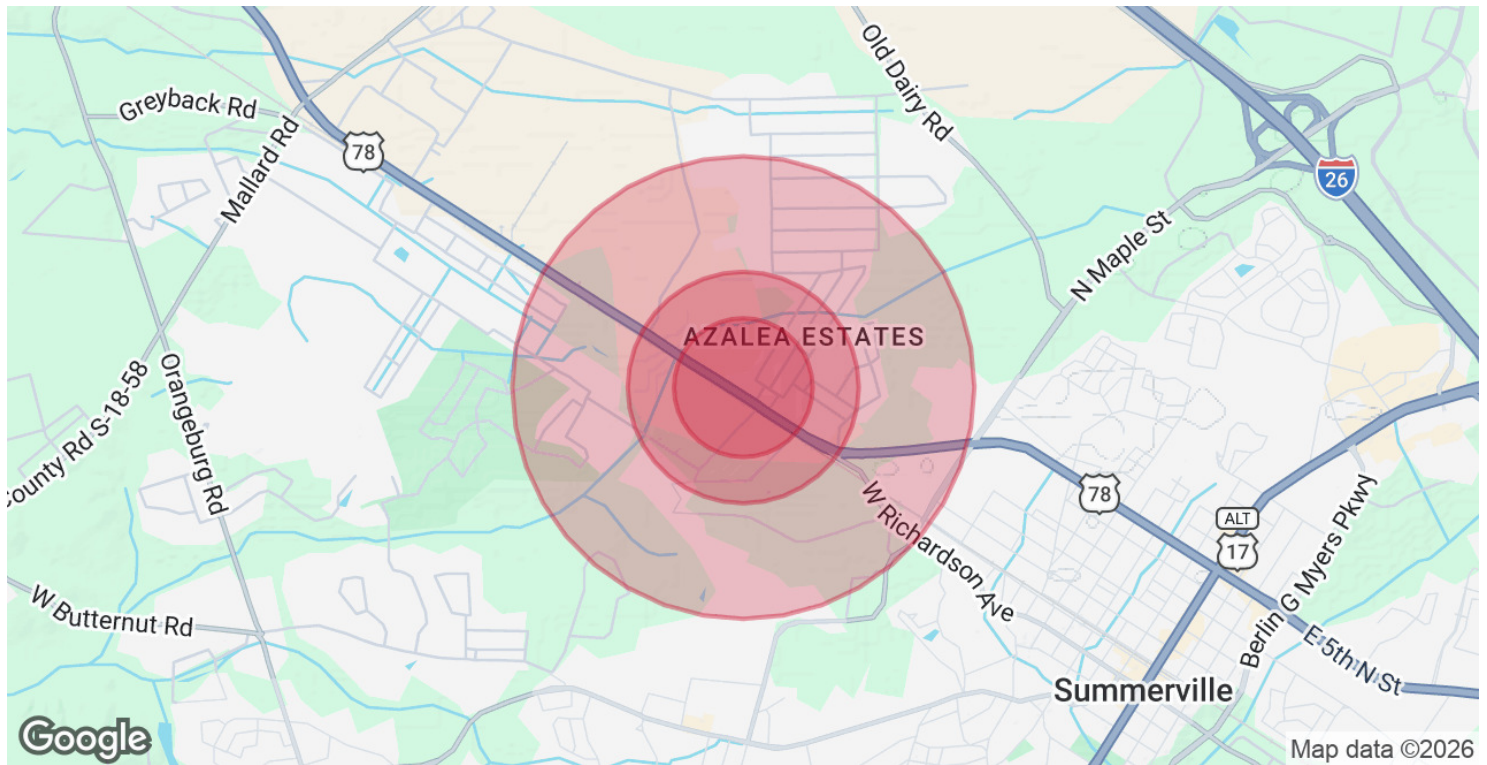 Old Dairy Rd
Greyback Rd
78
Mallard Rd
26
N Maple St
AZALEA ESTATES
County Rd S-18-58
Orangeburg Rd
78
ALT
17
W Richardson Ave
Berlin G Myers Pkwy
W Butternut Rd
E 5th N St
Summerville
Google
Map data ©2026